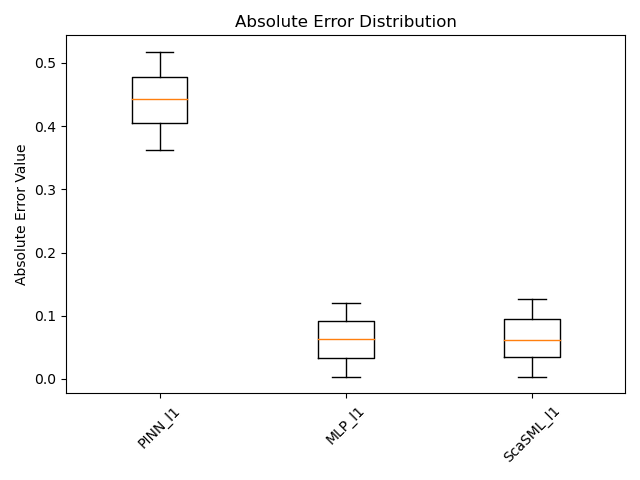 Absolute Error Distribution
Absolute Error Value
0.5
0.4
0.3
0.2
0.1
0.0
PINN_l1
MLP_l1
ScaSML_l1